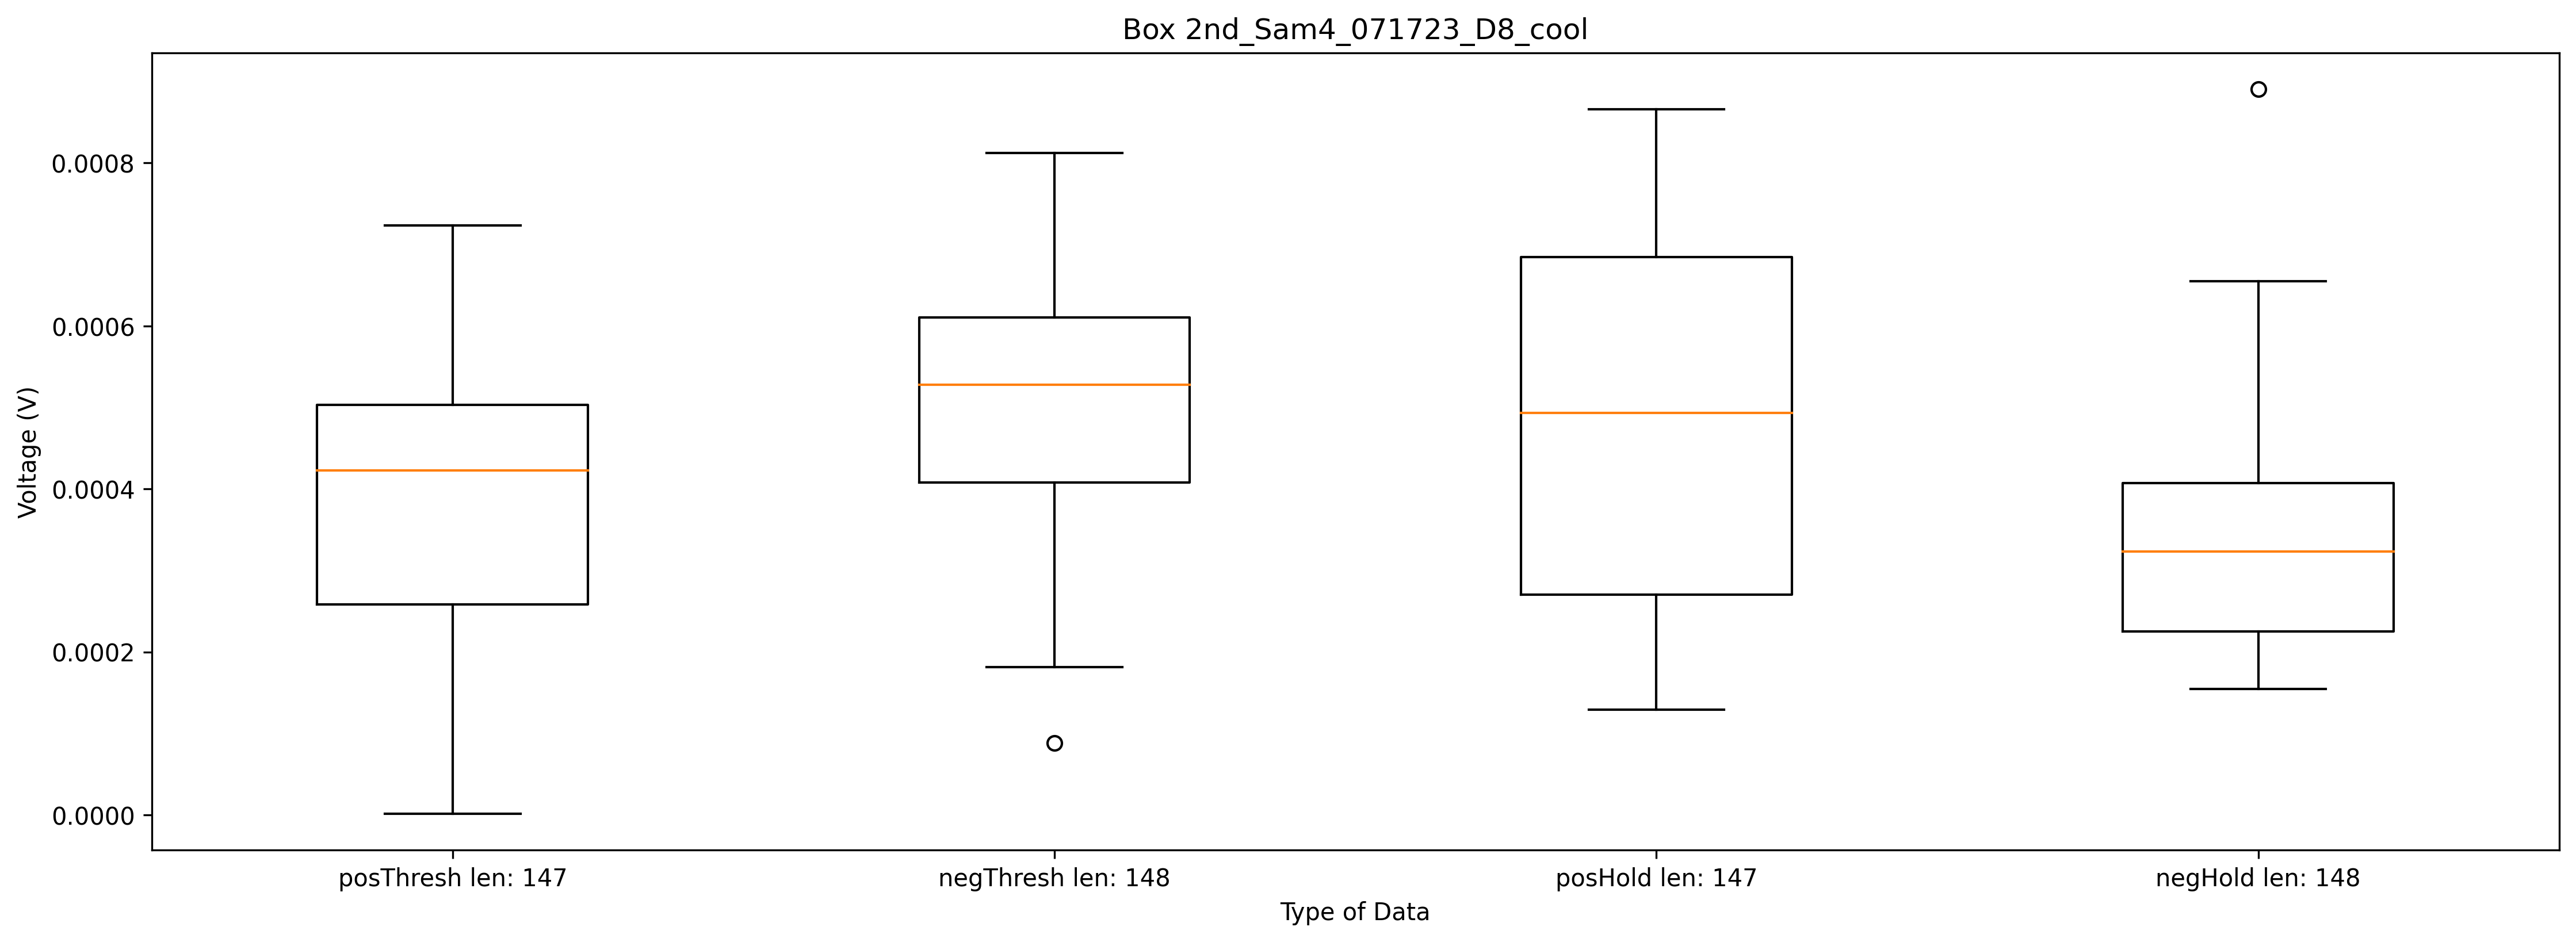 Box 2nd_Sam4_071723_D8_cool
Voltage (V)
0.0008
0.0006
0.0004
0.0002
0.0000
posThresh len: 147
negThresh len: 148
posHold len: 147
negHold len: 148
Type of Data